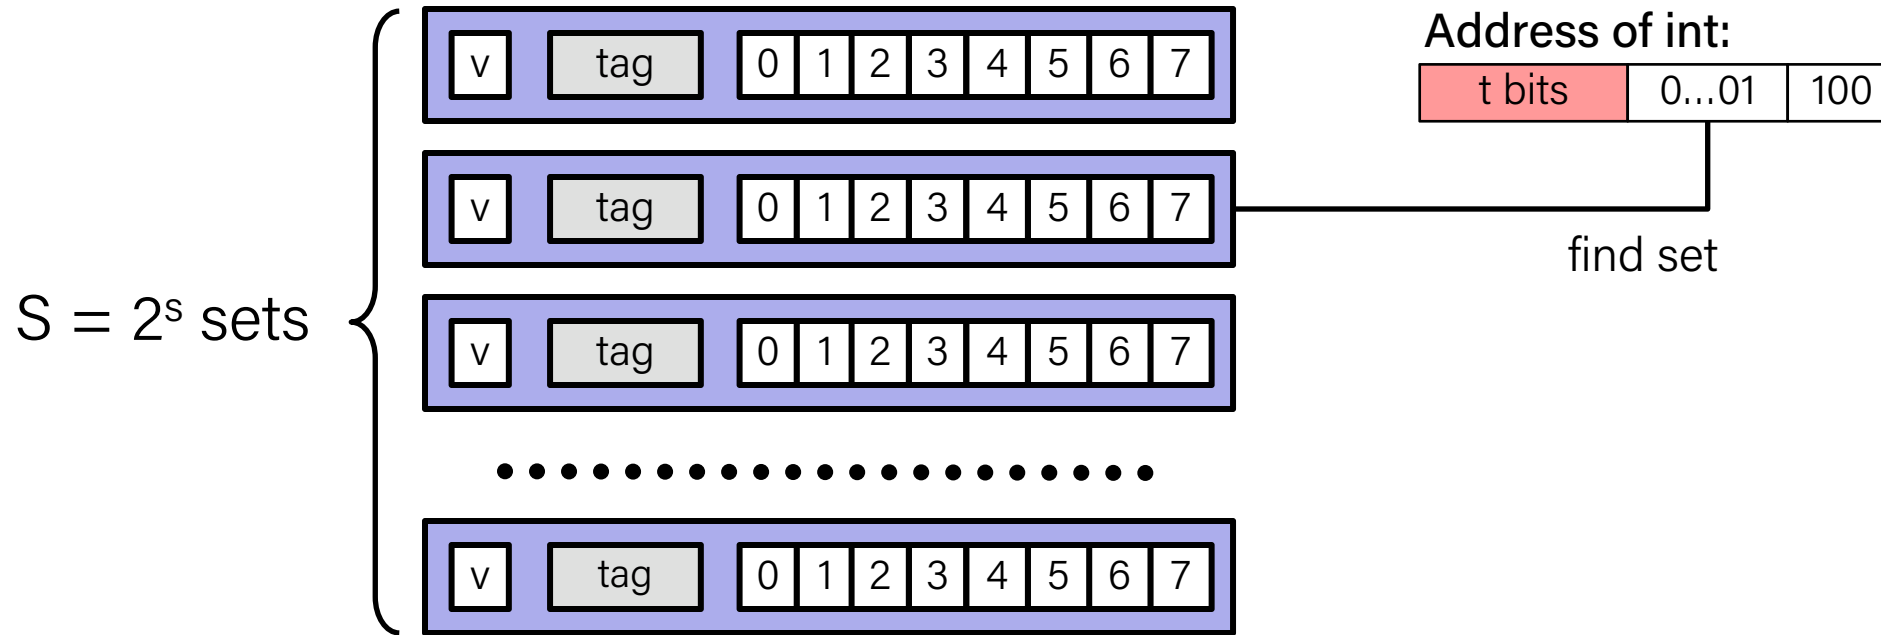 v tag 0 1 2 3 4 5 6 7
Address of int:
t bits 0...01 100
v tag 0 1 2 3 4 5 6 7
find set
S = 2ˢ sets
v tag 0 1 2 3 4 5 6 7
v tag 0 1 2 3 4 5 6 7